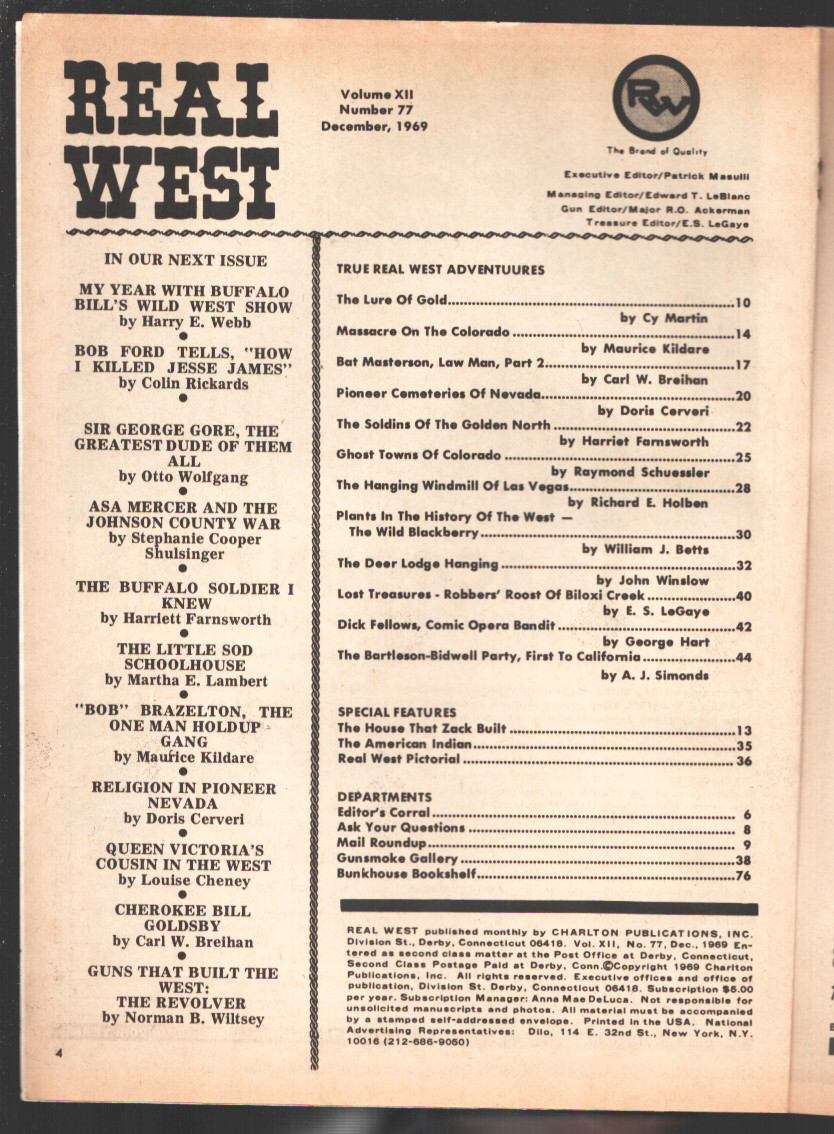 REAL
WEST
Volume XII
Number 77
December, 1969
RW
The Brand of Quality
Executive Editor/Patrick Masulli
Managing Editor/Edward T. LeBlanc
Gun Editor/Major R.O. Ackerman
Treasure Editor/E.S. LeGaye
IN OUR NEXT ISSUE
MY YEAR WITH BUFFALO
BILL'S WILD WEST SHOW
by Harry E. Webb
●
BOB FORD TELLS, "HOW
I KILLED JESSE JAMES"
by Colin Rickards
●
SIR GEORGE GORE, THE
GREATEST DUDE OF THEM
ALL
by Otto Wolfgang
●
ASA MERCER AND THE
JOHNSON COUNTY WAR
by Stephanie Cooper
Shulsinger
●
THE BUFFALO SOLDIER I
KNEW
by Harriett Farnsworth
●
THE LITTLE SOD
SCHOOLHOUSE
by Martha E. Lambert
●
"BOB" BRAZELTON, THE
ONE MAN HOLDUP
GANG
by Maurice Kildare
●
RELIGION IN PIONEER
NEVADA
by Doris Cerveri
●
QUEEN VICTORIA'S
COUSIN IN THE WEST
by Louise Cheney
●
CHEROKEE BILL
GOLDSBY
by Carl W. Breihan
●
GUNS THAT BUILT THE
WEST:
THE REVOLVER
by Norman B. Wiltsey
TRUE REAL WEST ADVENTUURES
The Lure Of Gold...10
by Cy Martin
Massacre On The Colorado...14
by Maurice Kildare
Bat Masterson, Law Man, Part 2...17
by Carl W. Breihan
Pioneer Cemeteries Of Nevada...20
by Doris Cerveri
The Soldins Of The Golden North...22
by Harriet Farnsworth
Ghost Towns Of Colorado...25
by Raymond Schuessler
The Hanging Windmill Of Las Vegas...28
by Richard E. Holben
Plants In The History Of The West —
The Wild Blackberry...30
by William J. Betts
The Deer Lodge Hanging...32
by John Winslow
Lost Treasures - Robbers' Roost Of Biloxi Creek...40
by E. S. LeGaye
Dick Fellows, Comic Opera Bandit...42
by George Hart
The Bartleson-Bidwell Party, First To California...44
by A. J. Simonds
SPECIAL FEATURES
The House That Zack Built...13
The American Indian...35
Real West Pictorial...36
DEPARTMENTS
Editor's Corral...6
Ask Your Questions...8
Mail Roundup...9
Gunsmoke Gallery...38
Bunkhouse Bookshelf...76
REAL WEST published monthly by CHARLTON PUBLICATIONS, INC.
Division St., Derby, Connecticut 06418. Vol. XII, No. 77, Dec., 1969 En-
tered as second class matter at the Post Office at Derby, Connecticut,
Second Class Postage Paid at Derby, Conn.©Copyright 1969 Charlton
Publications, Inc. All rights reserved. Executive offices and office of
publication, Division St. Derby, Connecticut 06418. Subscription $5.00
per year. Subscription Manager: Anna Mae DeLuca. Not responsible for
unsolicited manuscripts and photos. All material must be accompanied
by a stamped self-addressed envelope. Printed in the USA. National
Advertising Representatives: Dilo, 114 E. 32nd St., New York, N.Y.
10016 (212-686-9050)
4